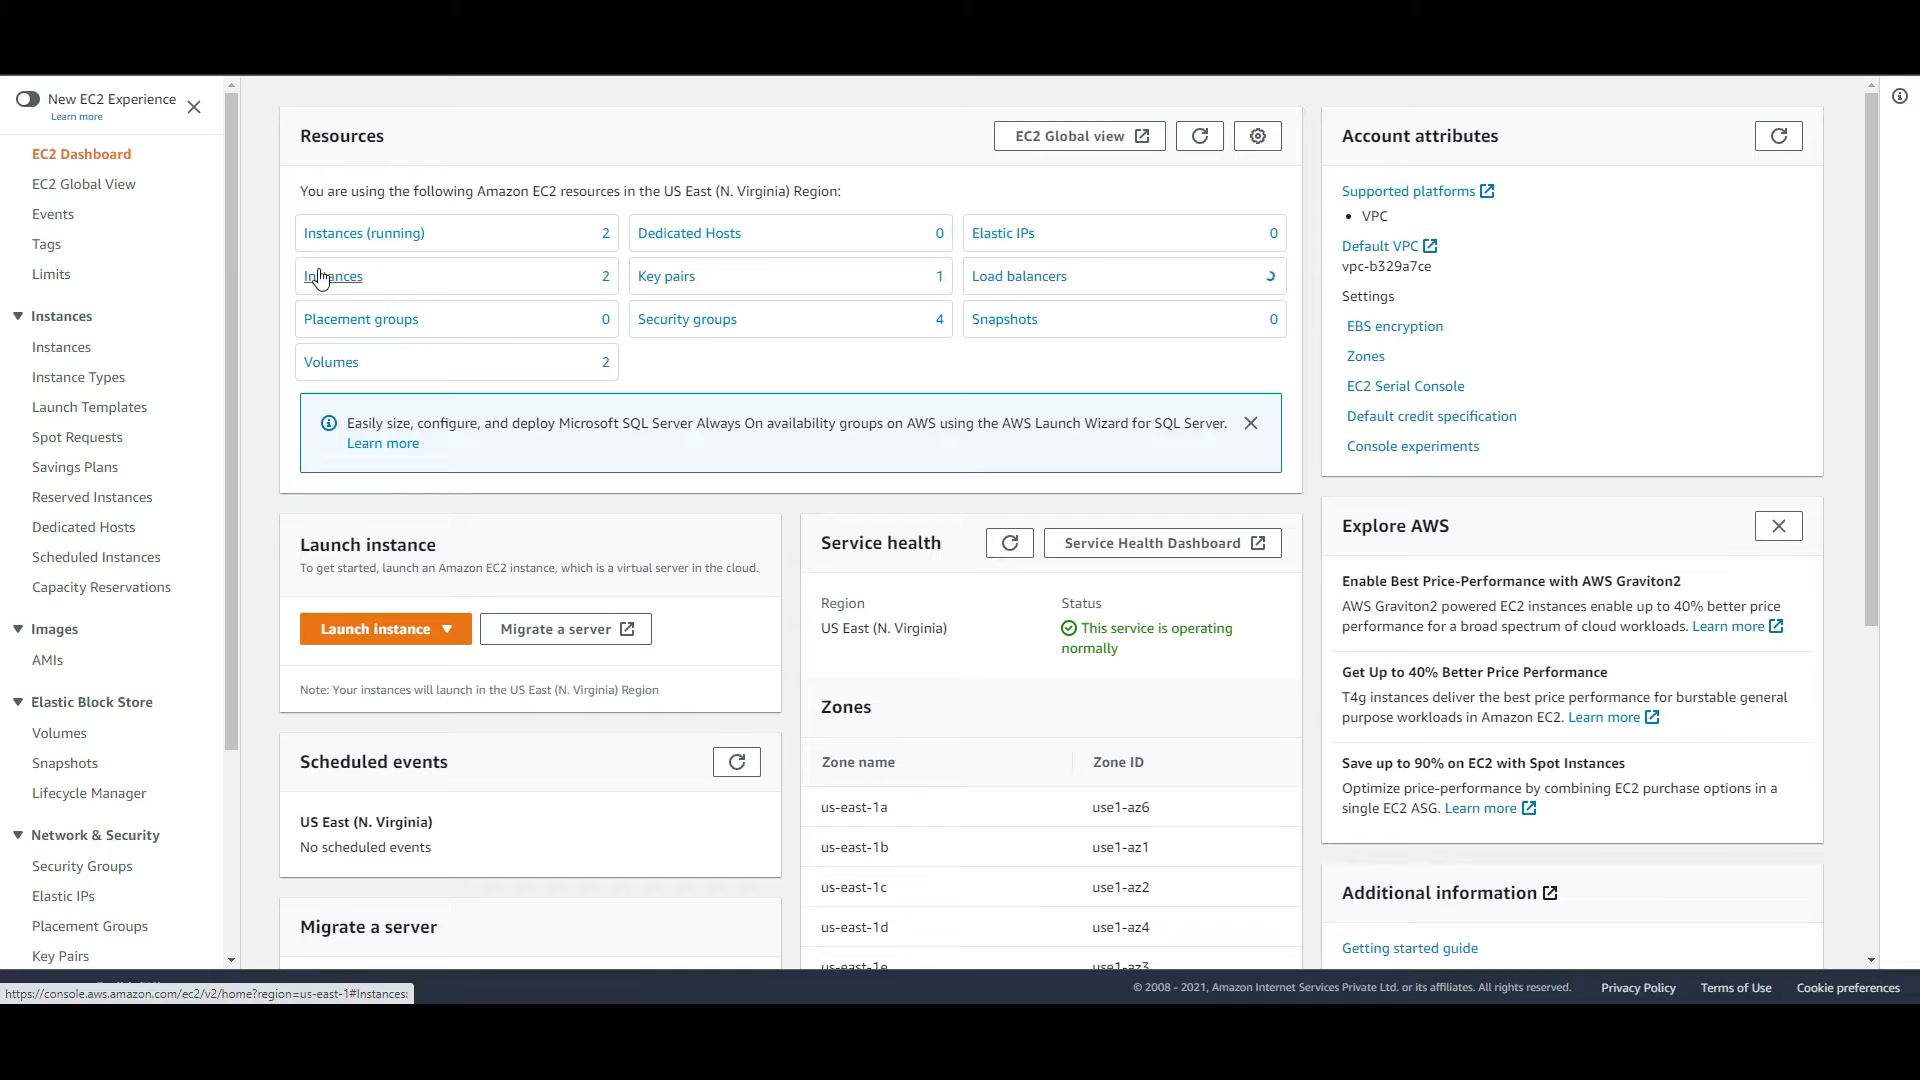 New EC2 Experience
Learn more
EC2 Dashboard
EC2 Global View
Events
Tags
Limits
Instances
Instances
Instance Types
Launch Templates
Spot Requests
Savings Plans
Reserved Instances
Dedicated Hosts
Scheduled Instances
Capacity Reservations
Images
AMIs
Elastic Block Store
Volumes
Snapshots
Lifecycle Manager
Network & Security
Security Groups
Elastic IPs
Placement Groups
Key Pairs
Resources
EC2 Global view
You are using the following Amazon EC2 resources in the US East (N. Virginia) Region:
Instances (running) 2
Dedicated Hosts 0
Elastic IPs 0
Instances 2
Key pairs 1
Load balancers
Placement groups 0
Security groups 4
Snapshots 0
Volumes 2
Easily size, configure, and deploy Microsoft SQL Server Always On availability groups on AWS using the AWS Launch Wizard for SQL Server.
Learn more
Launch instance
To get started, launch an Amazon EC2 instance, which is a virtual server in the cloud.
Launch instance
Migrate a server
Note: Your instances will launch in the US East (N. Virginia) Region
Scheduled events
US East (N. Virginia)
No scheduled events
Migrate a server
Service health
Service Health Dashboard
Region
US East (N. Virginia)
Status
This service is operating
normally
Zones
Zone name Zone ID
us-east-1a use1-az6
us-east-1b use1-az1
us-east-1c use1-az2
us-east-1d use1-az4
us-east-1e use1-az3
Account attributes
Supported platforms
• VPC
Default VPC
vpc-b329a7ce
Settings
EBS encryption
Zones
EC2 Serial Console
Default credit specification
Console experiments
Explore AWS
Enable Best Price-Performance with AWS Graviton2
AWS Graviton2 powered EC2 instances enable up to 40% better price
performance for a broad spectrum of cloud workloads. Learn more
Get Up to 40% Better Price Performance
T4g instances deliver the best price performance for burstable general
purpose workloads in Amazon EC2. Learn more
Save up to 90% on EC2 with Spot Instances
Optimize price-performance by combining EC2 purchase options in a
single EC2 ASG. Learn more
Additional information
Getting started guide
https://console.aws.amazon.com/ec2/v2/home?region=us-east-1#Instances:
© 2008 - 2021, Amazon Internet Services Private Ltd. or its affiliates. All rights reserved.
Privacy Policy
Terms of Use
Cookie preferences